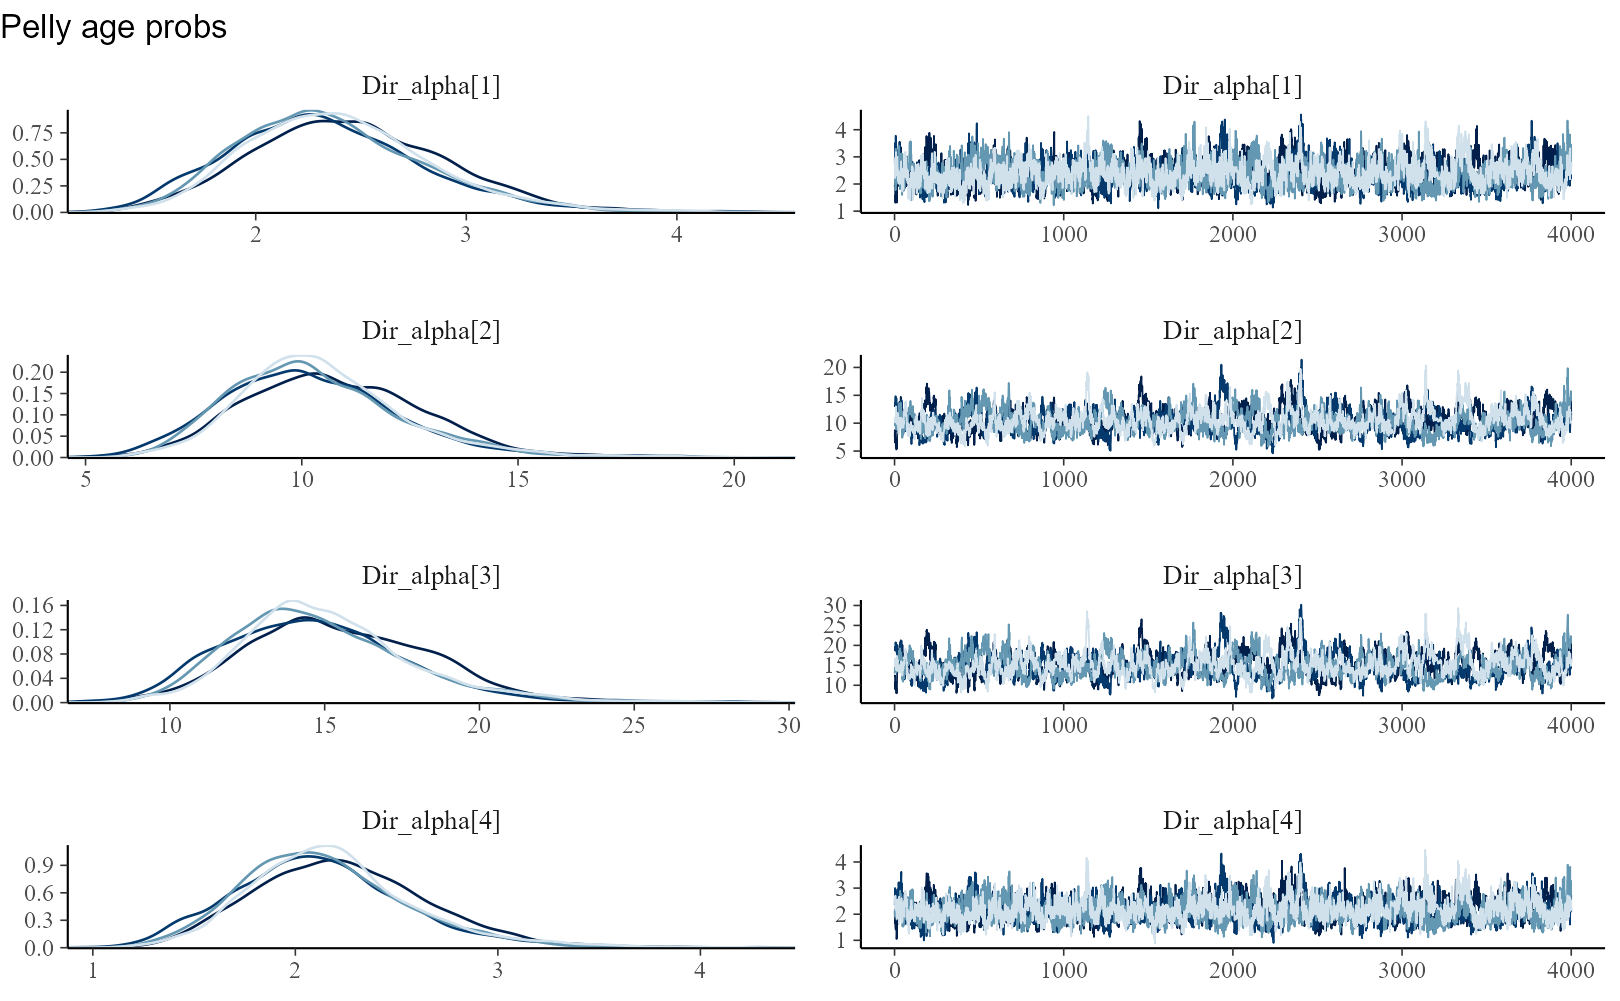 Pelly age probs
Dir_alpha[1]
0.75
0.50
0.25
0.00
2 3 4
Dir_alpha[1]
4
3
2
1
0 1000 2000 3000 4000
Dir_alpha[2]
0.20
0.15
0.10
0.05
0.00
5 10 15 20
Dir_alpha[2]
20
15
10
5
0 1000 2000 3000 4000
Dir_alpha[3]
0.16
0.12
0.08
0.04
0.00
10 15 20 25 30
Dir_alpha[3]
30
25
20
15
10
0 1000 2000 3000 4000
Dir_alpha[4]
0.9
0.6
0.3
0.0
1 2 3 4
Dir_alpha[4]
4
3
2
1
0 1000 2000 3000 4000